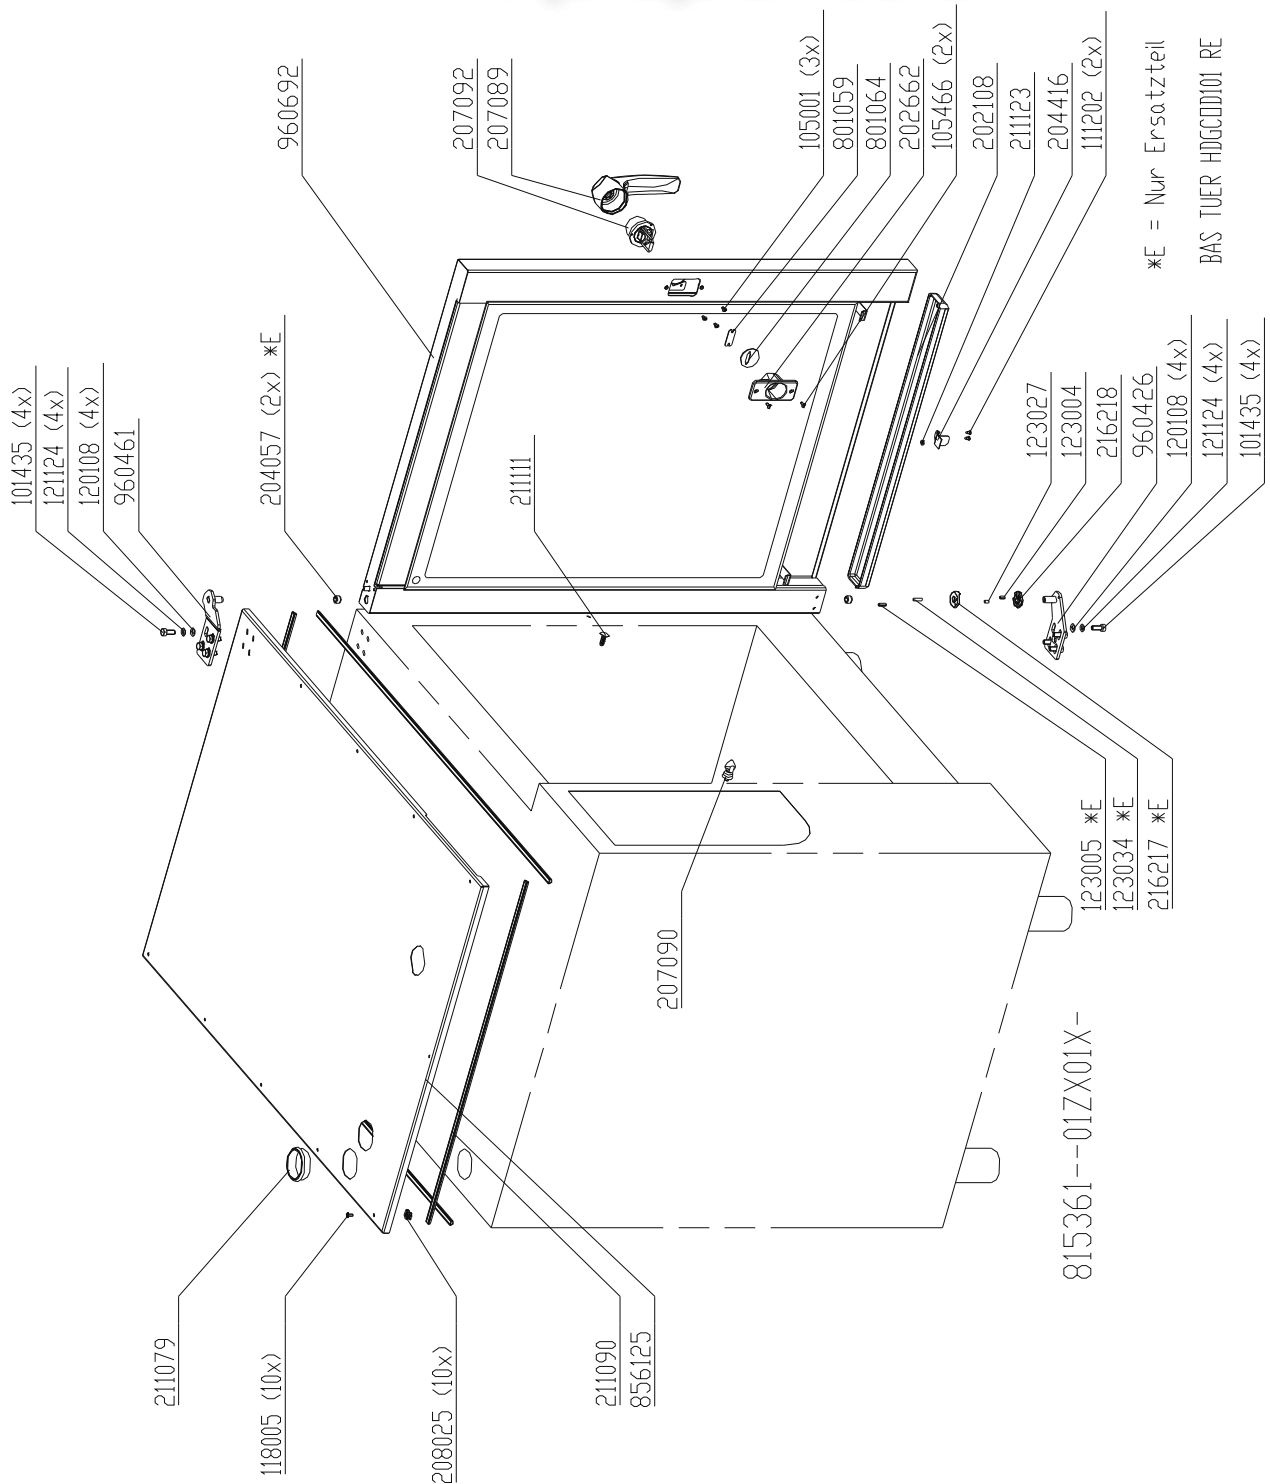 101435 (4x)
121124 (4x)
120108 (4x)
960461
204057 (2x) *E
960692
207092
207089
211111
105001 (3x)
801059
801064
202662
105466 (2x)
202108
211123
204416
111202 (2x)
*E = Nur Ersatzteil
BAS TUER HDGCDD101 RE
123027
123004
216218
960426
120108 (4x)
121124 (4x)
101435 (4x)
123005 *E
123034 *E
216217 *E
207090
815361--01ZX01X-
211079
118005 (10x)
208025 (10x)
211090
856125